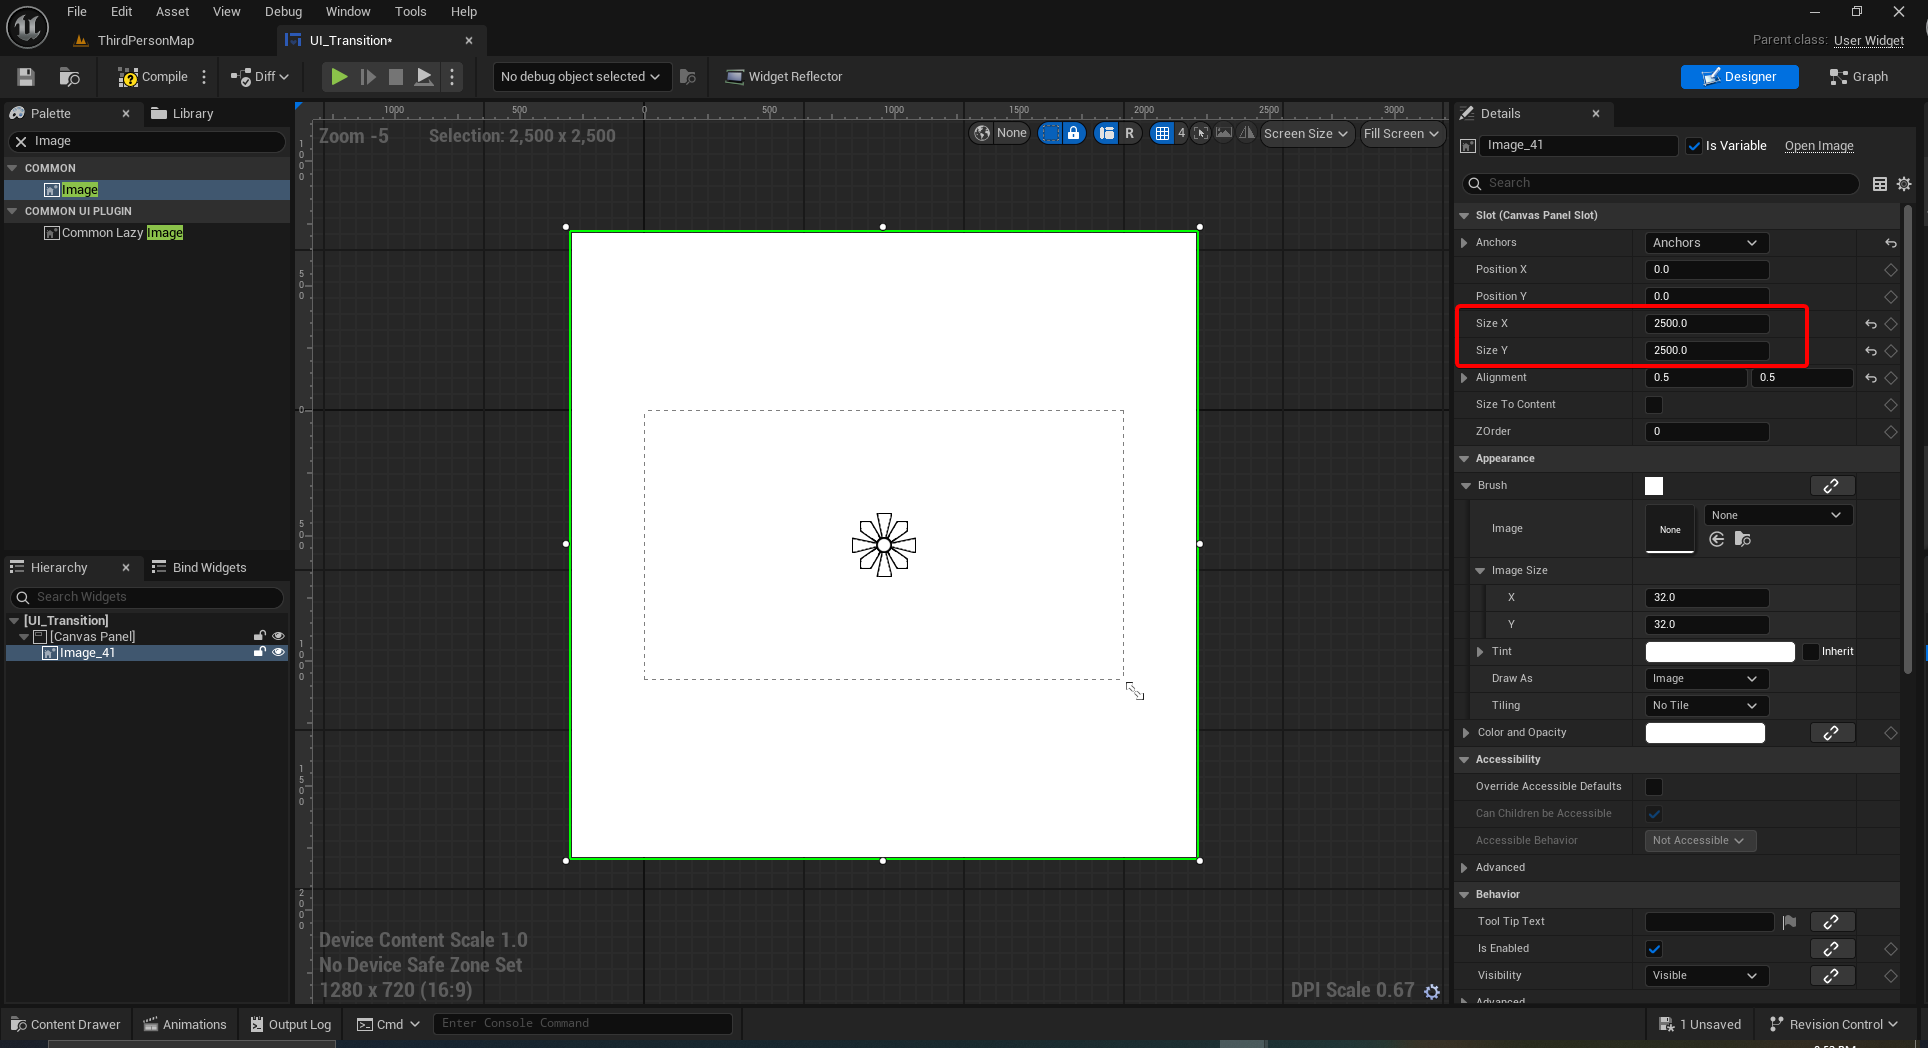 File Edit Asset View Debug Window Tools Help
ThirdPersonMap
UI_Transition*
Parent class: User Widget
Compile
Diff
No debug object selected
Widget Reflector
Designer
Graph
Palette
Library
Image
COMMON
Image
COMMON UI PLUGIN
Common Lazy Image
Hierarchy
Bind Widgets
Search Widgets
[UI_Transition]
[Canvas Panel]
Image_41
1000 500 0 500 1000 1500 2000 2500 3000
Zoom -5
Selection: 2,500 x 2,500
None
R
4
Screen Size
Fill Screen
1000
500
0
500
1000
1500
2000
Device Content Scale 1.0
No Device Safe Zone Set
1280 x 720 (16:9)
DPI Scale 0.67
Details
Image_41
Is Variable
Open Image
Search
Slot (Canvas Panel Slot)
Anchors Anchors
Position X 0.0
Position Y 0.0
Size X 2500.0
Size Y 2500.0
Alignment 0.5 0.5
Size To Content
ZOrder 0
Appearance
Brush
Image None None
Image Size
X 32.0
Y 32.0
Tint Inherit
Draw As Image
Tiling No Tile
Color and Opacity
Accessibility
Override Accessible Defaults
Can Children be Accessible
Accessible Behavior Not Accessible
Advanced
Behavior
Tool Tip Text
Is Enabled
Visibility Visible
Advanced
Content Drawer
Animations
Output Log
Cmd
Enter Console Command
1 Unsaved
Revision Control